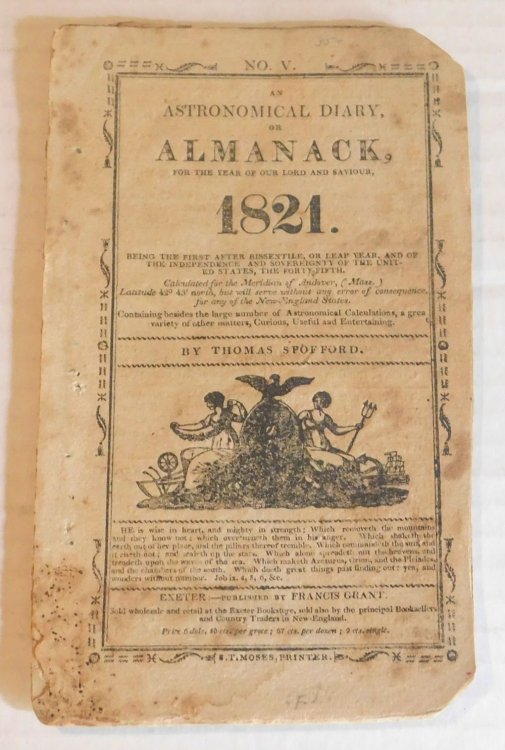 NO. V.
AN
ASTRONOMICAL DIARY,
OR
ALMANACK,
FOR THE YEAR OF OUR LORD AND SAVIOUR,
1821.
BEING THE FIRST AFTER BISSENTILE, OR LEAP YEAR, AND OF
THE INDEPENDENCE AND SOVEREIGNTY OF THE UNIT-
ED STATES, THE FORTY-FIFTH.
Calculated for the Meridian of Andover, (Mass.)
Latitude 42° 43' north, but will serve without any error of consequence,
for any of the New-England States.
Containing besides the large number of Astronomical Calculations, a grea
variety of other matters, Curious, Useful and Entertaining.
BY THOMAS SPOFFORD.
HE is wise in heart, and mighty in strength; Which removeth the mountains
and they know not; which overturneth them in his anger. Which shaketh the
earth out of her place, and the pillars thereof tremble. Which commandeth the sun, and
it riseth not; and sealeth up the stars. Which alone spreadeth out the heavens, and
treadeth upon the waves of the sea. Which maketh Arcturus, Orion, and the Pleiades,
and the chambers of the south. Which doeth great things past finding out; yea, and
wonders without number. Job ix. 4, 5, 6, &c.
EXETER—PUBLISHED BY FRANCIS GRANT.
Sold wholesale and retail at the Exeter Bookstore, sold also by the principal Booksellers
and Country Traders in New-England.
Price 6 dols. 50 cts. per groce; 67 cts. per dozen; 9 cts. single.
S.T. MOSES, PRINTER.